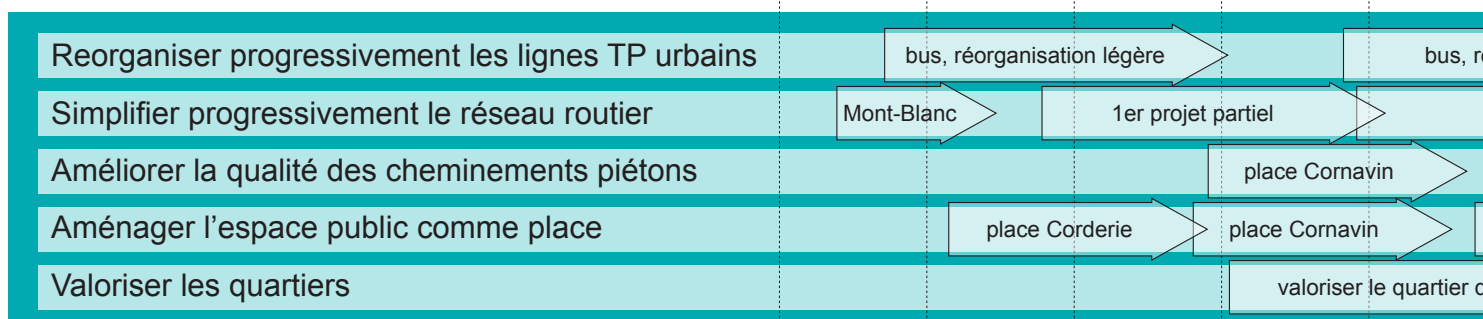 Reorganiser progressivement les lignes TP urbains
bus, réorganisation légère
bus, r
Simplifier progressivement le réseau routier
Mont-Blanc
1er projet partiel
Améliorer la qualité des cheminements piétons
place Cornavin
Aménager l’espace public comme place
place Corderie
place Cornavin
Valoriser les quartiers
valoriser le quartier